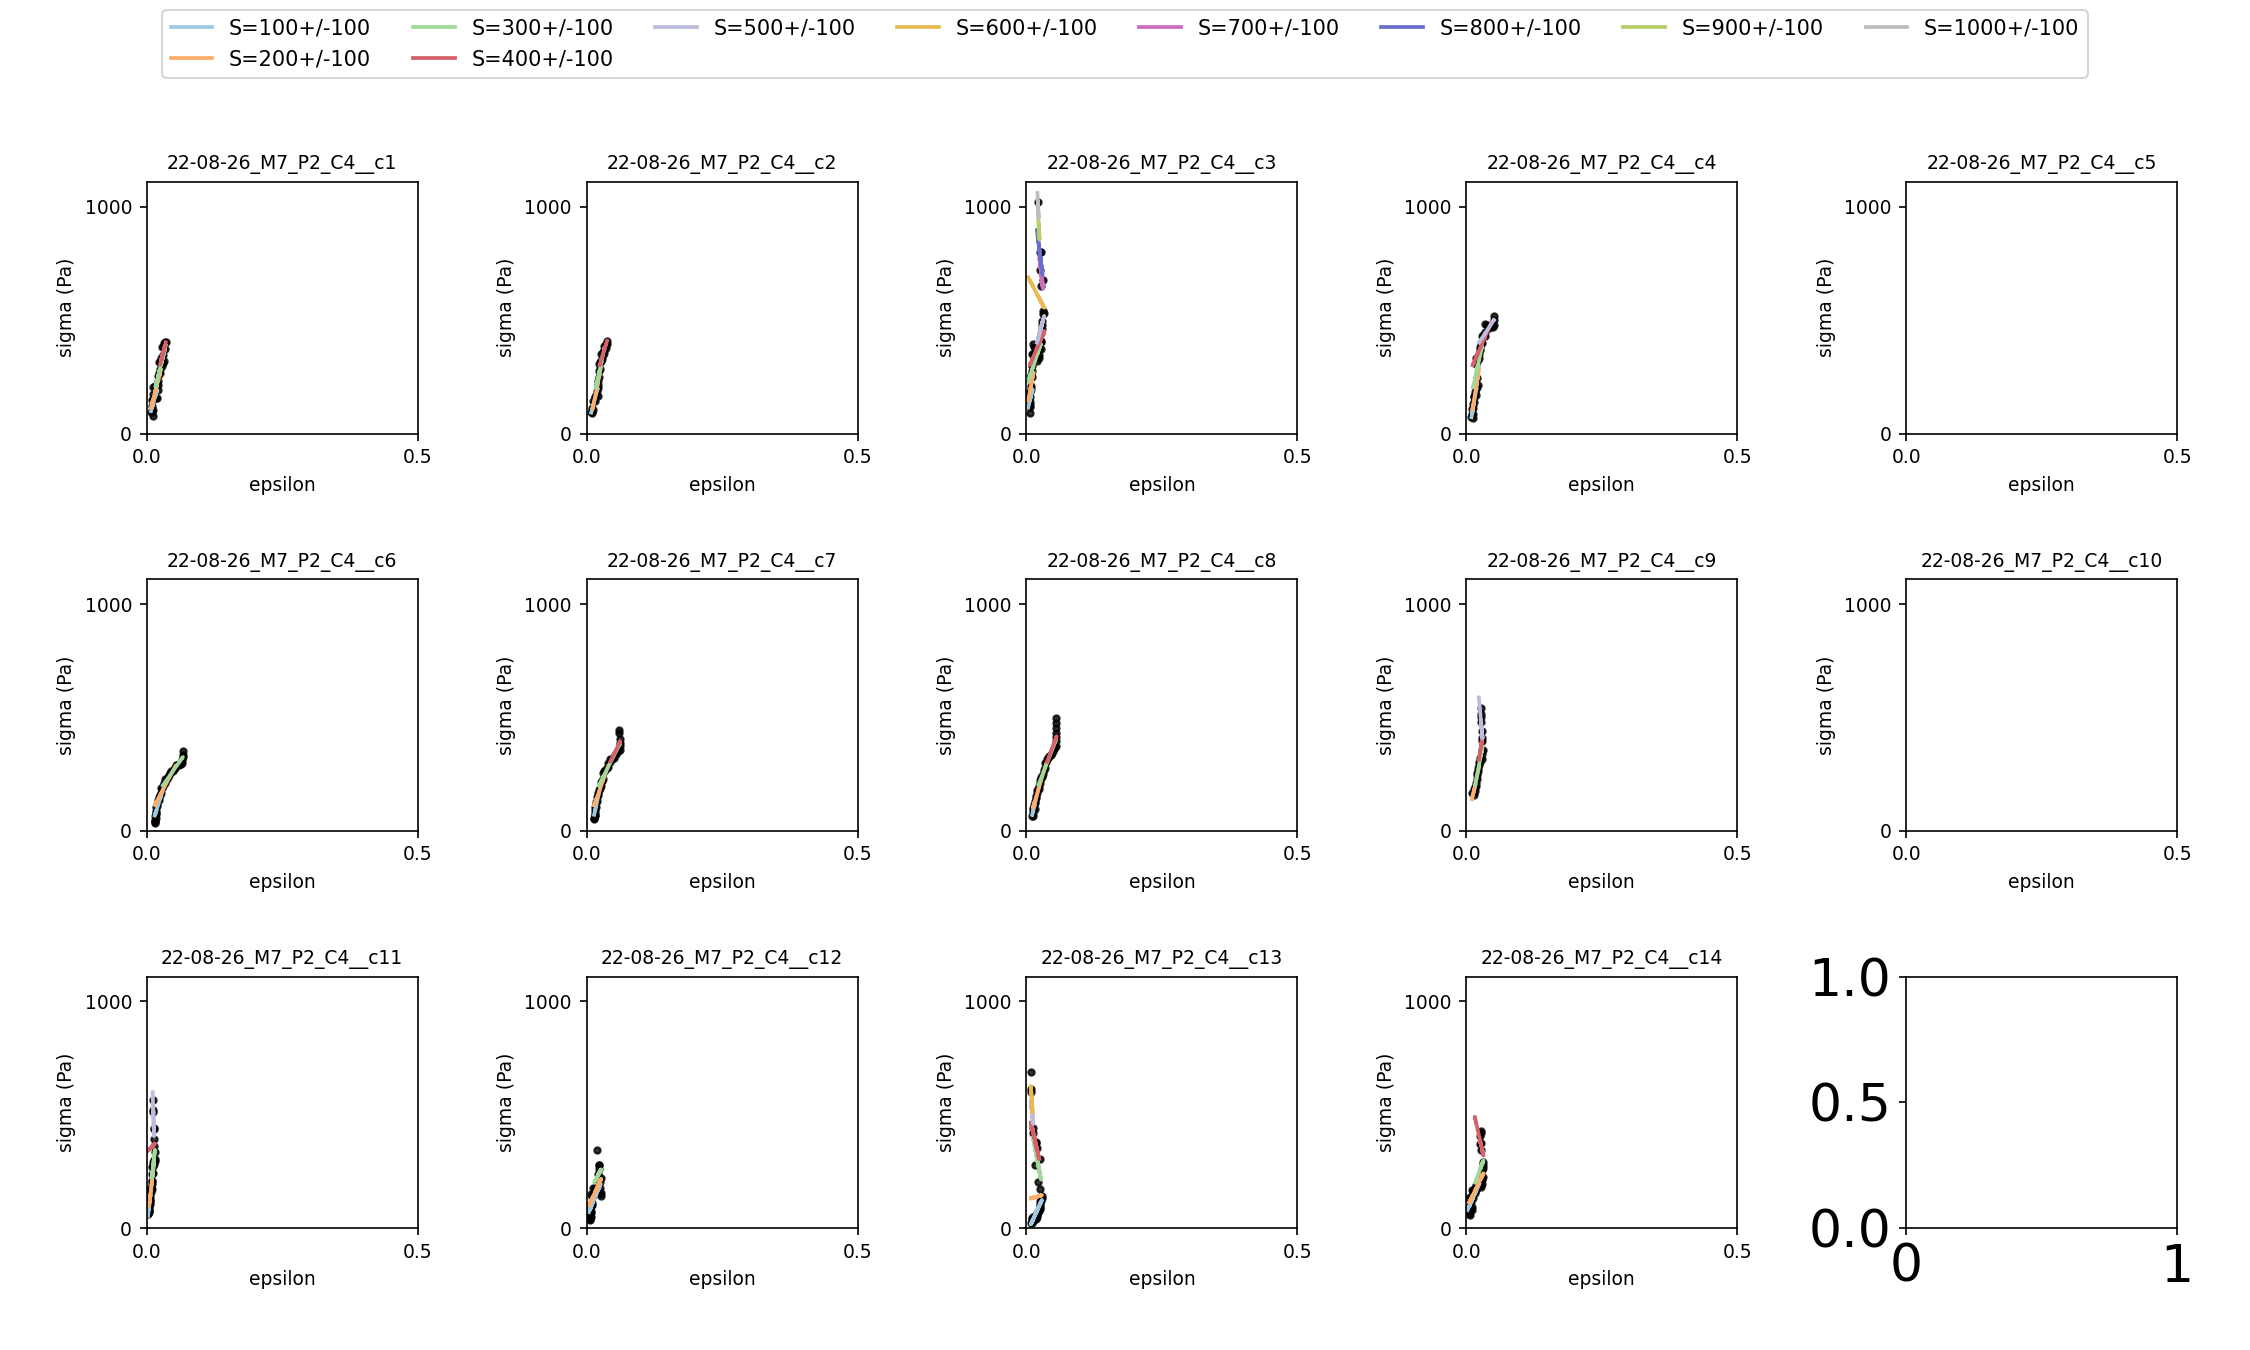 S=100+/-100 S=300+/-100 S=500+/-100 S=600+/-100 S=700+/-100 S=800+/-100 S=900+/-100 S=1000+/-100
S=200+/-100 S=400+/-100
22-08-26_M7_P2_C4__c1 22-08-26_M7_P2_C4__c2 22-08-26_M7_P2_C4__c3 22-08-26_M7_P2_C4__c4 22-08-26_M7_P2_C4__c5
1000 1000 1000 1000 1000
sigma (Pa) sigma (Pa) sigma (Pa) sigma (Pa) sigma (Pa)
0 0 0 0 0
0.0 0.5 0.0 0.5 0.0 0.5 0.0 0.5 0.0 0.5
epsilon epsilon epsilon epsilon epsilon
22-08-26_M7_P2_C4__c6 22-08-26_M7_P2_C4__c7 22-08-26_M7_P2_C4__c8 22-08-26_M7_P2_C4__c9 22-08-26_M7_P2_C4__c10
1000 1000 1000 1000 1000
sigma (Pa) sigma (Pa) sigma (Pa) sigma (Pa) sigma (Pa)
0 0 0 0 0
0.0 0.5 0.0 0.5 0.0 0.5 0.0 0.5 0.0 0.5
epsilon epsilon epsilon epsilon epsilon
22-08-26_M7_P2_C4__c11 22-08-26_M7_P2_C4__c12 22-08-26_M7_P2_C4__c13 22-08-26_M7_P2_C4__c14
1.0
1000 1000 1000 1000
sigma (Pa) sigma (Pa) sigma (Pa) sigma (Pa) 0.5
0 0 0 0 0.0
0.0 0.5 0.0 0.5 0.0 0.5 0.0 0.5 0 1
epsilon epsilon epsilon epsilon